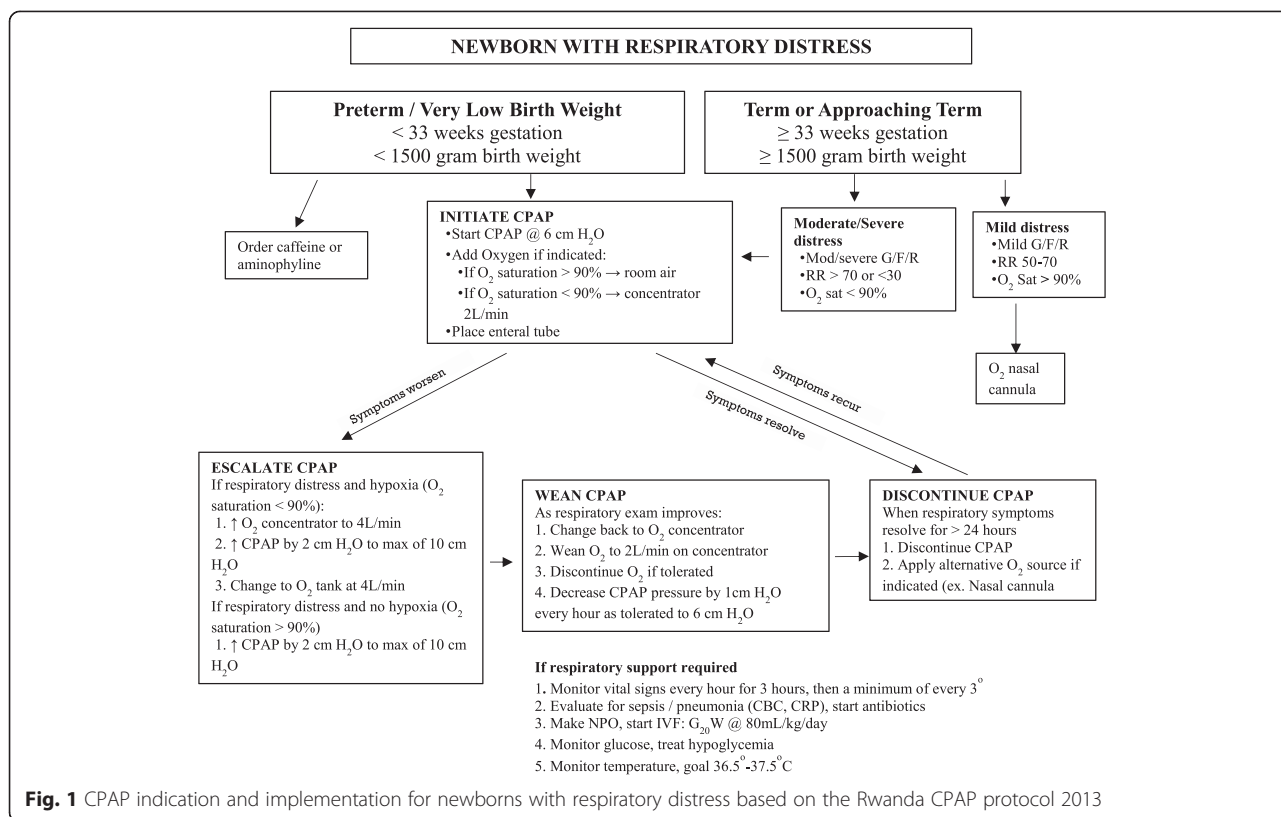 NEWBORN WITH RESPIRATORY DISTRESS
Preterm / Very Low Birth Weight
< 33 weeks gestation
< 1500 gram birth weight
Term or Approaching Term
≥ 33 weeks gestation
≥ 1500 gram birth weight
Order caffeine or
aminophyline
INITIATE CPAP
•Start CPAP @ 6 cm H₂O
•Add Oxygen if indicated:
•If O₂ saturation > 90% → room air
•If O₂ saturation < 90% → concentrator
2L/min
•Place enteral tube
Moderate/Severe
distress
•Mod/severe G/F/R
•RR > 70 or <30
•O₂ sat < 90%
Mild distress
•Mild G/F/R
•RR 50-70
•O₂ Sat > 90%
O₂ nasal
cannula
Symptoms worsen
Symptoms resolve
Symptoms recur
ESCALATE CPAP
If respiratory distress and hypoxia (O₂
saturation < 90%):
1. ↑ O₂ concentrator to 4L/min
2. ↑ CPAP by 2 cm H₂O to max of 10 cm
H₂O
3. Change to O₂ tank at 4L/min
If respiratory distress and no hypoxia (O₂
saturation > 90%)
1. ↑ CPAP by 2 cm H₂O to max of 10 cm
H₂O
WEAN CPAP
As respiratory exam improves:
1. Change back to O₂ concentrator
2. Wean O₂ to 2L/min on concentrator
3. Discontinue O₂ if tolerated
4. Decrease CPAP pressure by 1cm H₂O
every hour as tolerated to 6 cm H₂O
DISCONTINUE CPAP
When respiratory symptoms
resolve for > 24 hours
1. Discontinue CPAP
2. Apply alternative O₂ source if
indicated (ex. Nasal cannula
If respiratory support required
1. Monitor vital signs every hour for 3 hours, then a minimum of every 3°
2. Evaluate for sepsis / pneumonia (CBC, CRP), start antibiotics
3. Make NPO, start IVF: G₂₀W @ 80mL/kg/day
4. Monitor glucose, treat hypoglycemia
5. Monitor temperature, goal 36.5°-37.5°C
Fig. 1 CPAP indication and implementation for newborns with respiratory distress based on the Rwanda CPAP protocol 2013